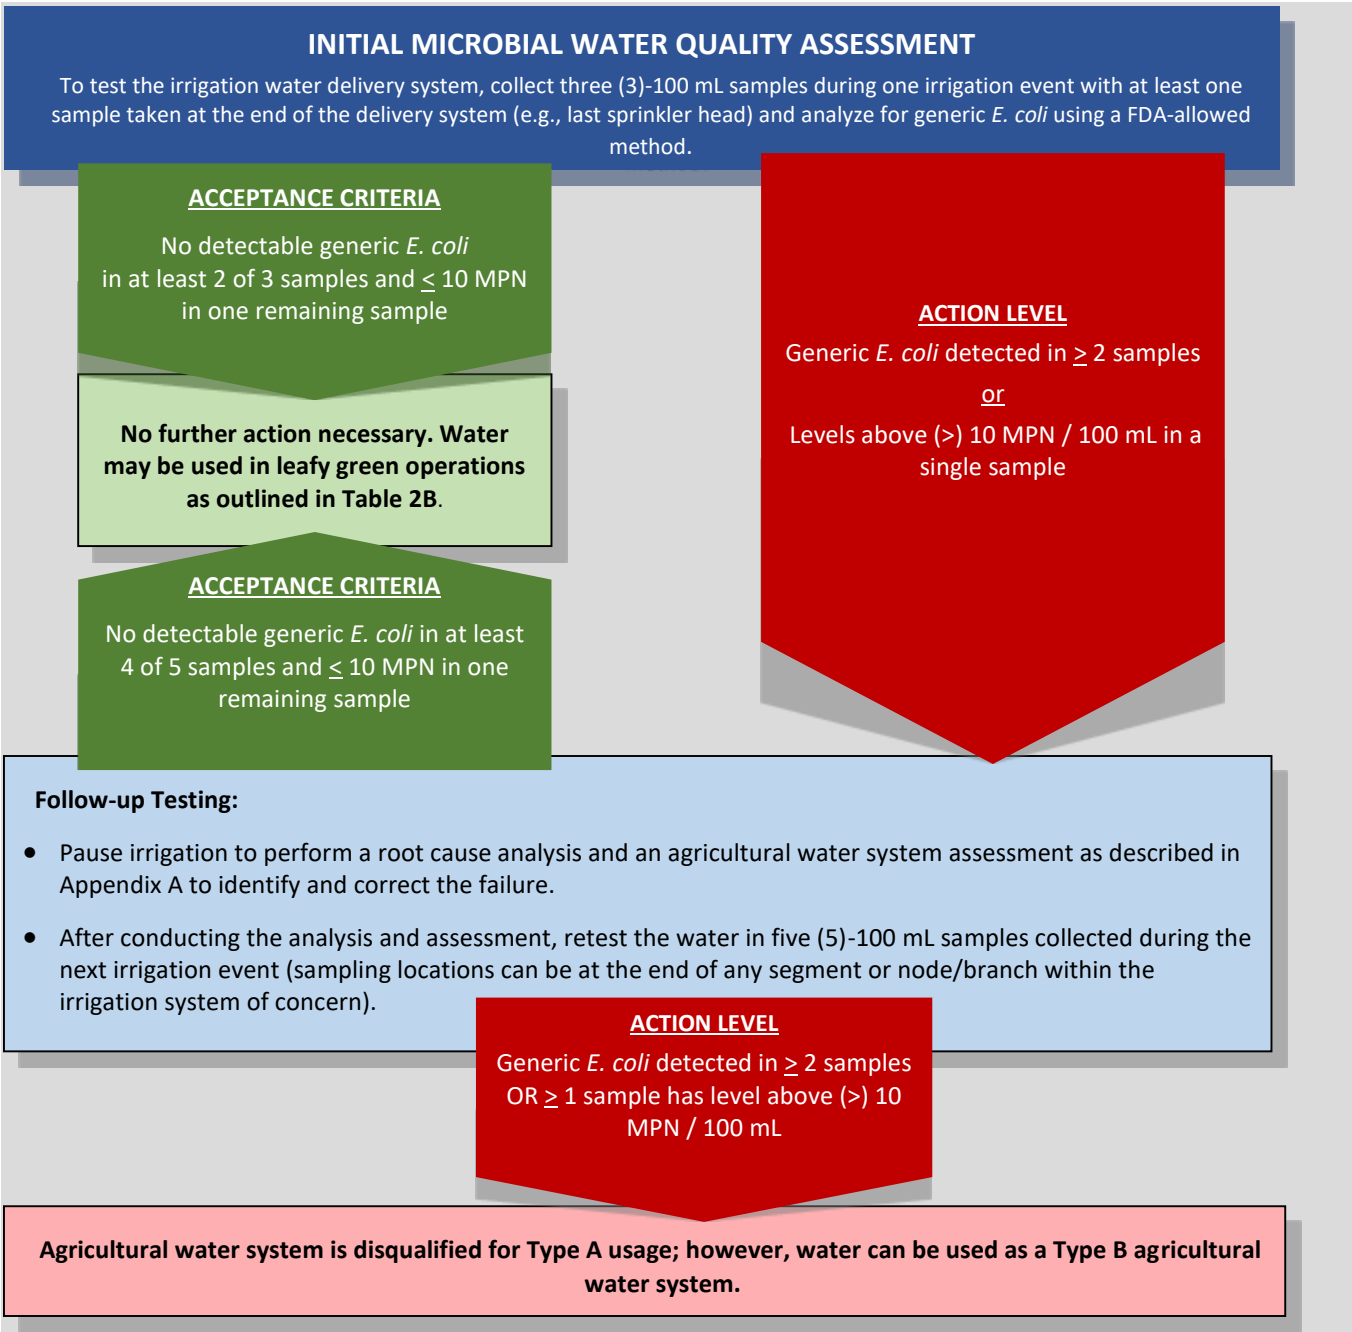 INITIAL MICROBIAL WATER QUALITY ASSESSMENT
To test the irrigation water delivery system, collect three (3)-100 mL samples during one irrigation event with at least one
sample taken at the end of the delivery system (e.g., last sprinkler head) and analyze for generic E. coli using a FDA-allowed
method.
ACCEPTANCE CRITERIA
No detectable generic E. coli
in at least 2 of 3 samples and ≤ 10 MPN
in one remaining sample
No further action necessary. Water
may be used in leafy green operations
as outlined in Table 2B.
ACCEPTANCE CRITERIA
No detectable generic E. coli in at least
4 of 5 samples and ≤ 10 MPN in one
remaining sample
ACTION LEVEL
Generic E. coli detected in ≥ 2 samples
or
Levels above (>) 10 MPN / 100 mL in a
single sample
Follow-up Testing:
• Pause irrigation to perform a root cause analysis and an agricultural water system assessment as described in
Appendix A to identify and correct the failure.
• After conducting the analysis and assessment, retest the water in five (5)-100 mL samples collected during the
next irrigation event (sampling locations can be at the end of any segment or node/branch within the
irrigation system of concern).
ACTION LEVEL
Generic E. coli detected in ≥ 2 samples
OR ≥ 1 sample has level above (>) 10
MPN / 100 mL
Agricultural water system is disqualified for Type A usage; however, water can be used as a Type B agricultural
water system.